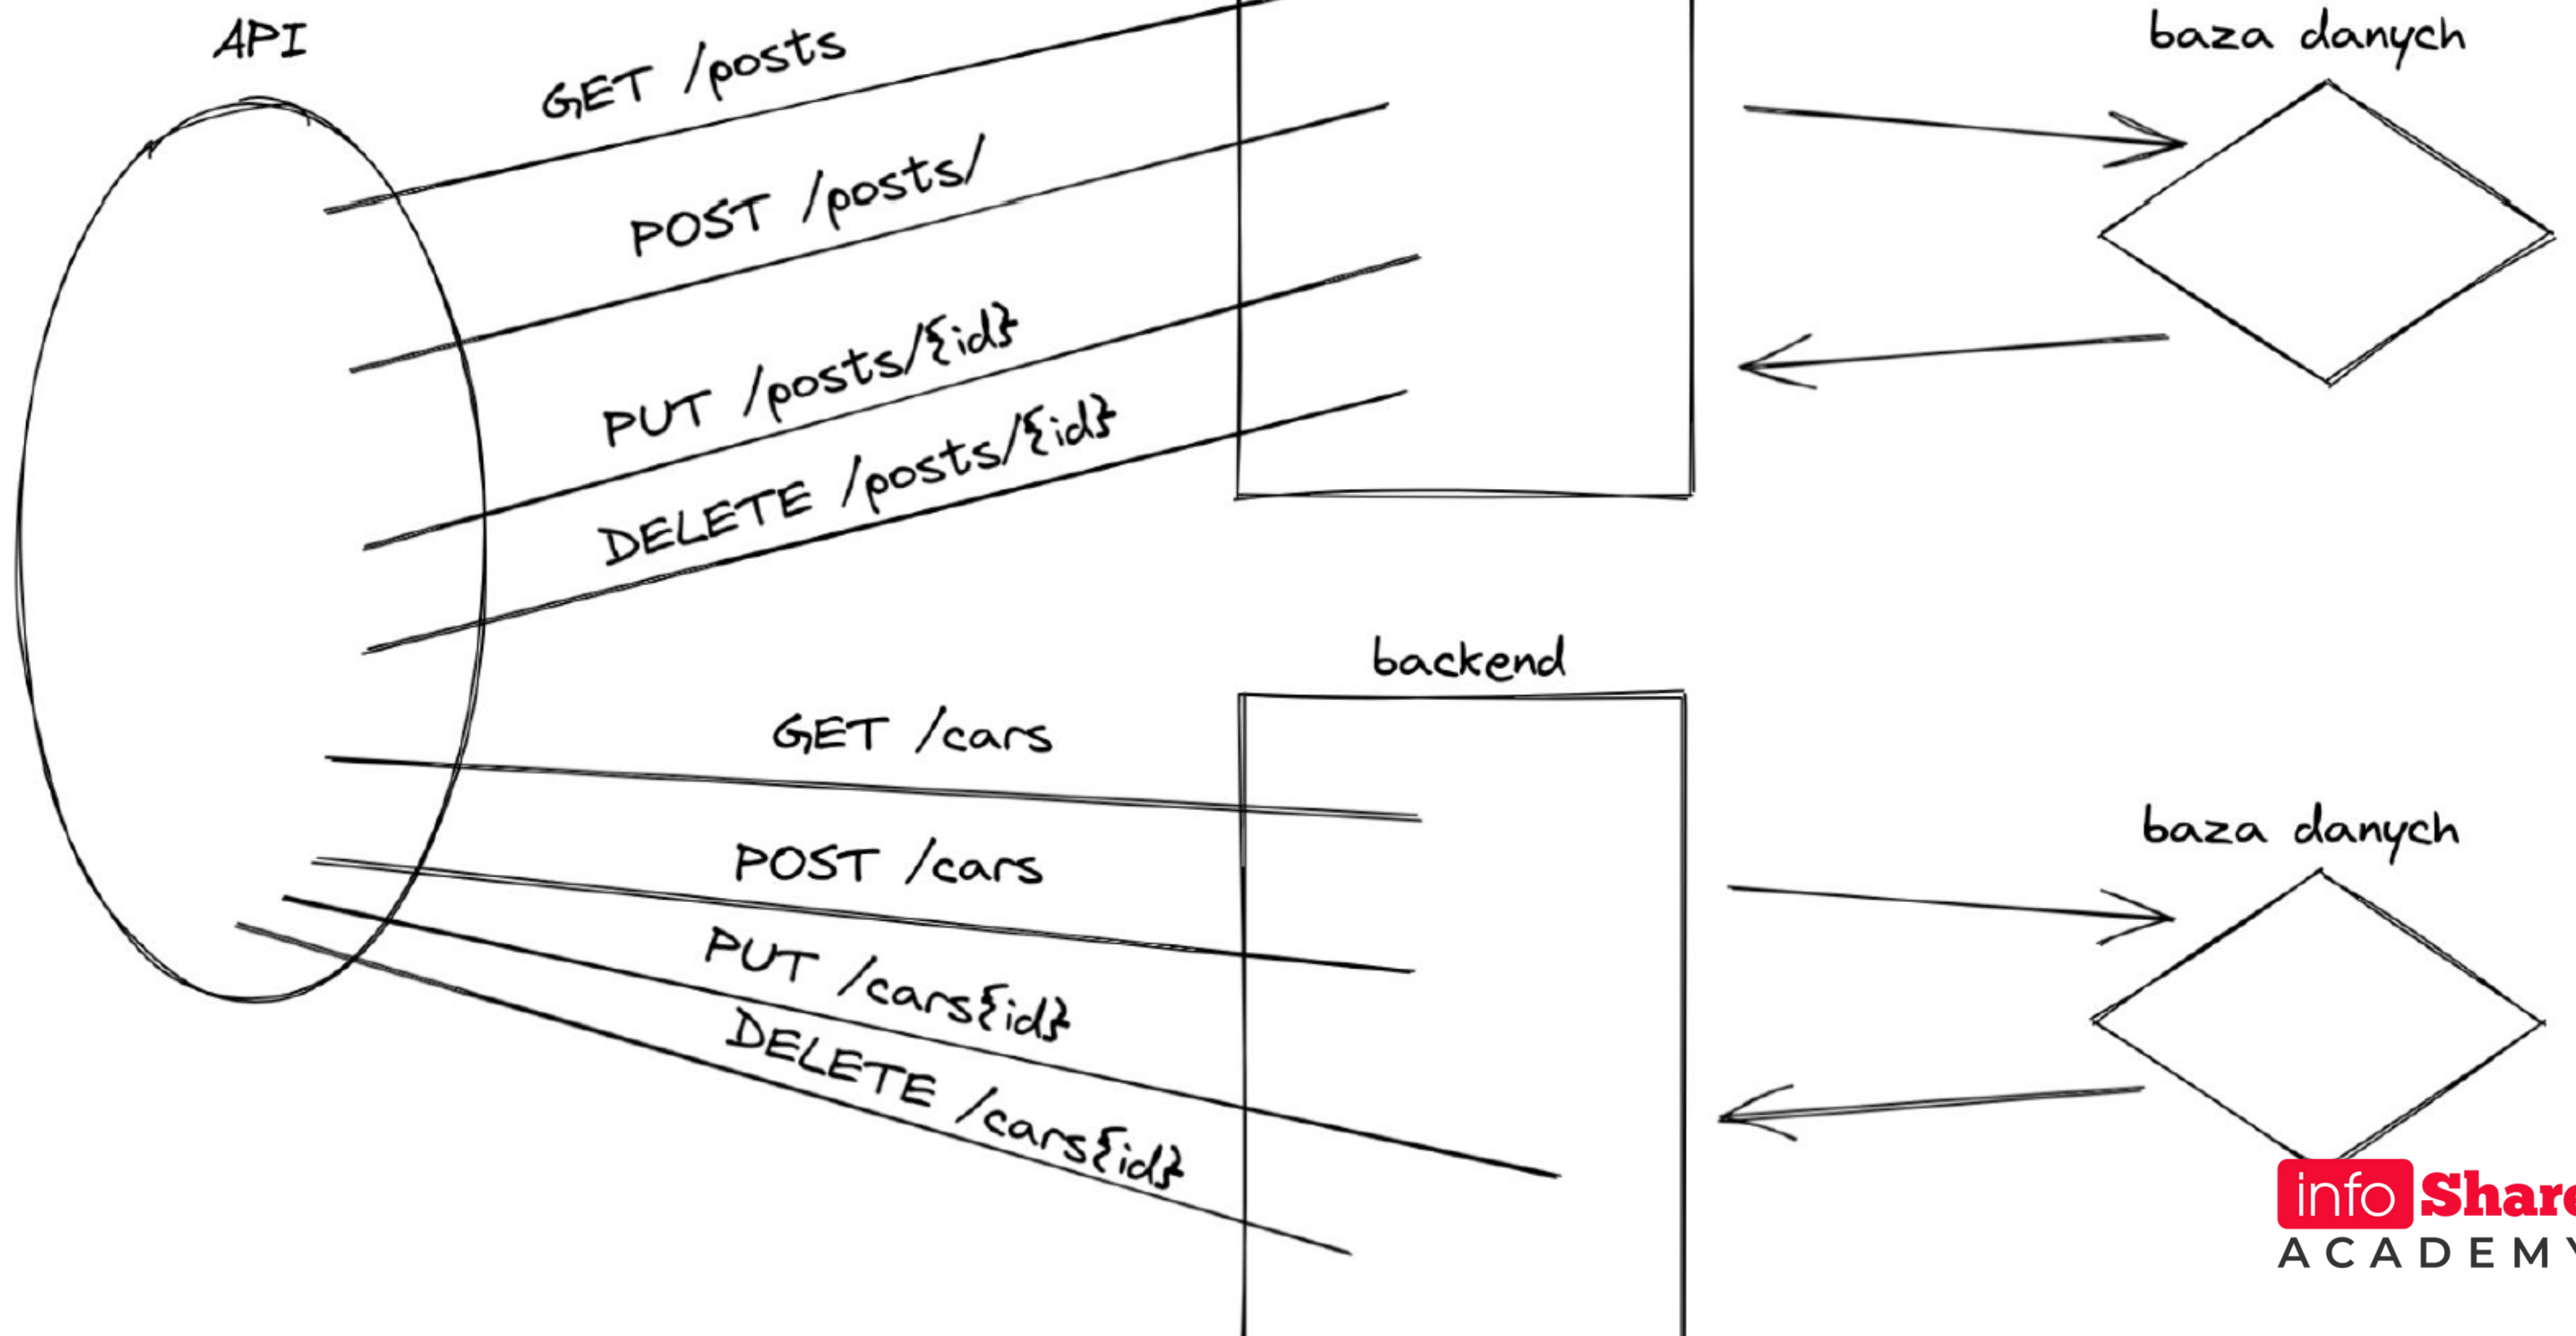 API
GET /posts
POST /posts/
PUT /posts/{id}
DELETE /posts/{id}
baza danych
backend
GET /cars
POST /cars
PUT /cars{id}
DELETE /cars{id}
baza danych
info Share
ACADEMY